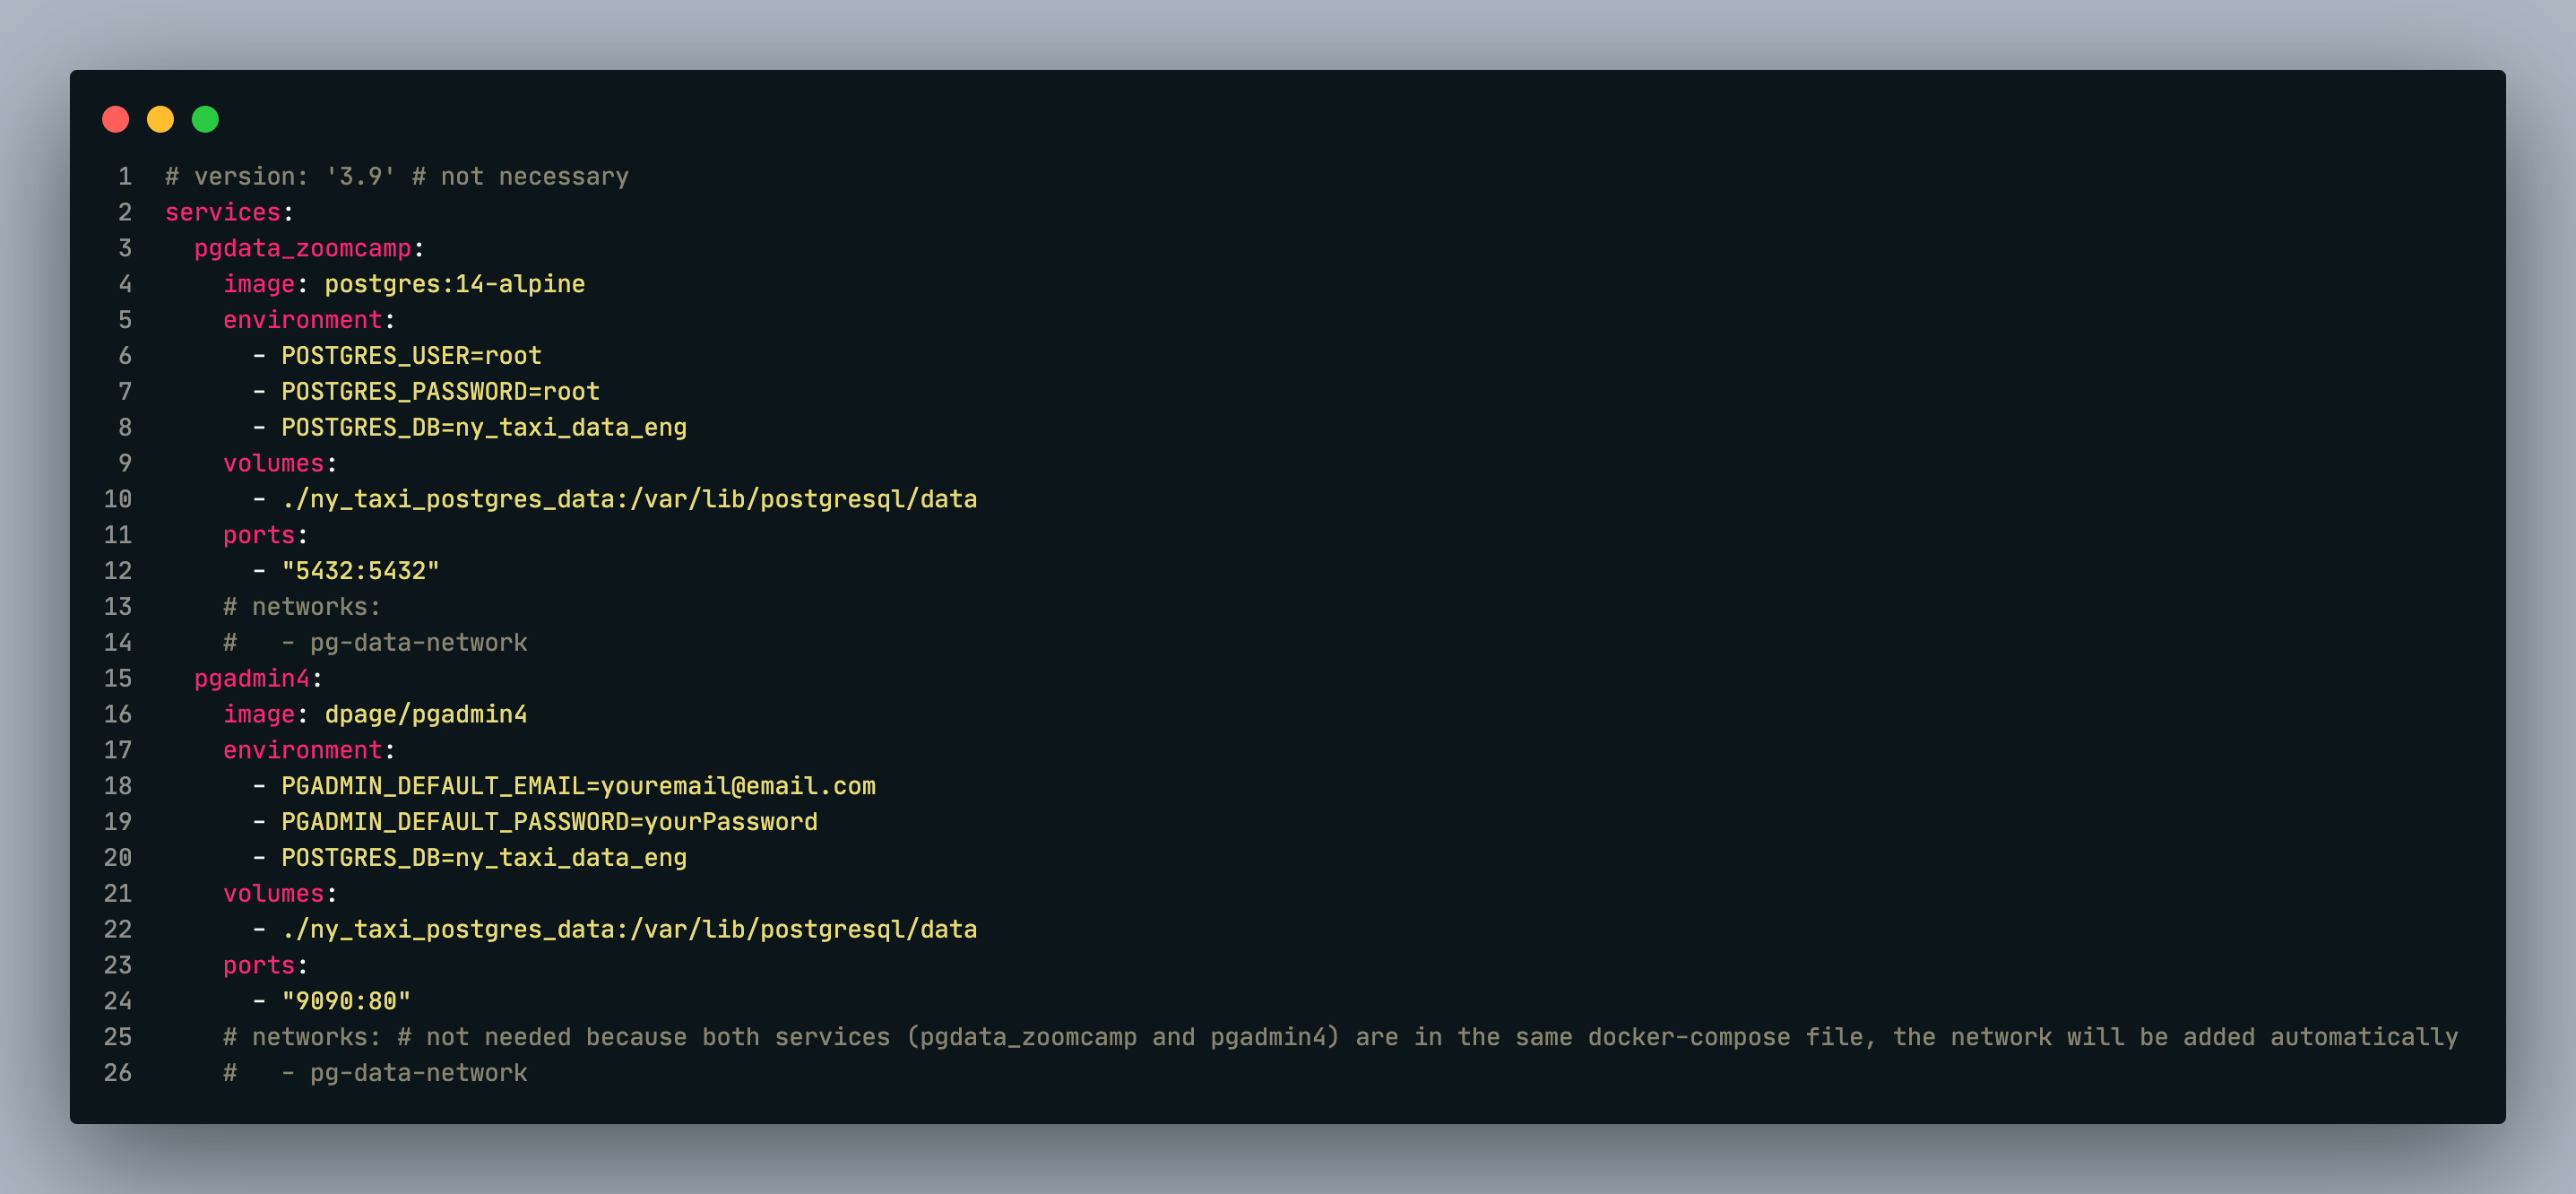 1 # version: '3.9' # not necessary
2 services:
3   pgdata_zoomcamp:
4     image: postgres:14-alpine
5     environment:
6       - POSTGRES_USER=root
7       - POSTGRES_PASSWORD=root
8       - POSTGRES_DB=ny_taxi_data_eng
9     volumes:
10       - ./ny_taxi_postgres_data:/var/lib/postgresql/data
11     ports:
12       - "5432:5432"
13     # networks:
14     #   - pg-data-network
15   pgadmin4:
16     image: dpage/pgadmin4
17     environment:
18       - PGADMIN_DEFAULT_EMAIL=youremail@email.com
19       - PGADMIN_DEFAULT_PASSWORD=yourPassword
20       - POSTGRES_DB=ny_taxi_data_eng
21     volumes:
22       - ./ny_taxi_postgres_data:/var/lib/postgresql/data
23     ports:
24       - "9090:80"
25     # networks: # not needed because both services (pgdata_zoomcamp and pgadmin4) are in the same docker-compose file, the network will be added automatically
26     #   - pg-data-network